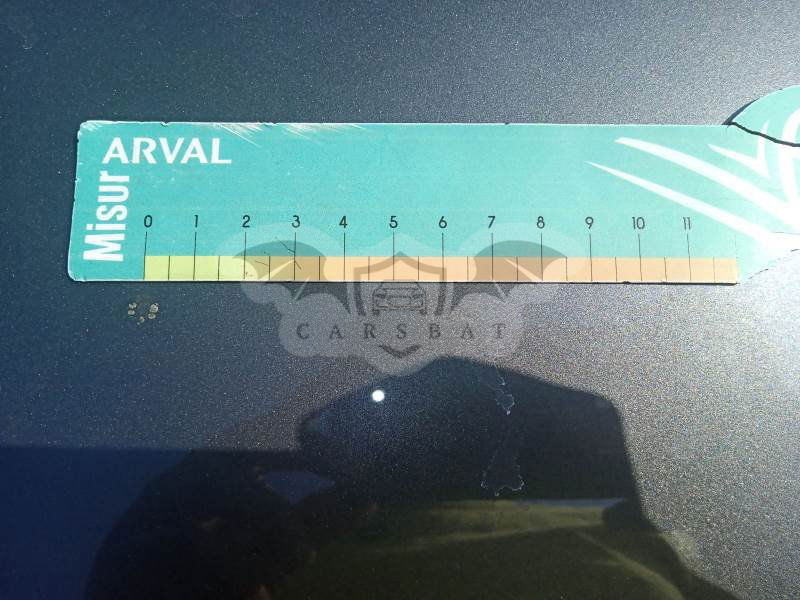 ARVAL
Misur
0 1 2 3 4 5 6 7 8 9 10 11
CARSBAT